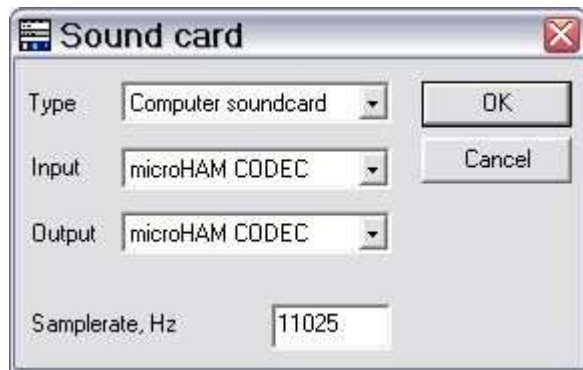 Sound card
Type Computer soundcard OK
Input microHAM CODEC Cancel
Output microHAM CODEC
Samplerate, Hz 11025